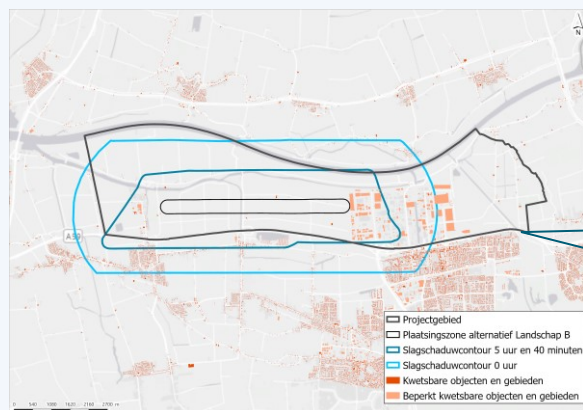 N
A59
Projectgebied
Plaatsingszone alternatief Landschap B
Slagschaduwcontour 5 uur en 40 minuten
Slagschaduwcontour 0 uur
Kwetsbare objecten en gebieden
Beperkt kwetsbare objecten en gebieden
0 540 1080 1620 2160 2700 m